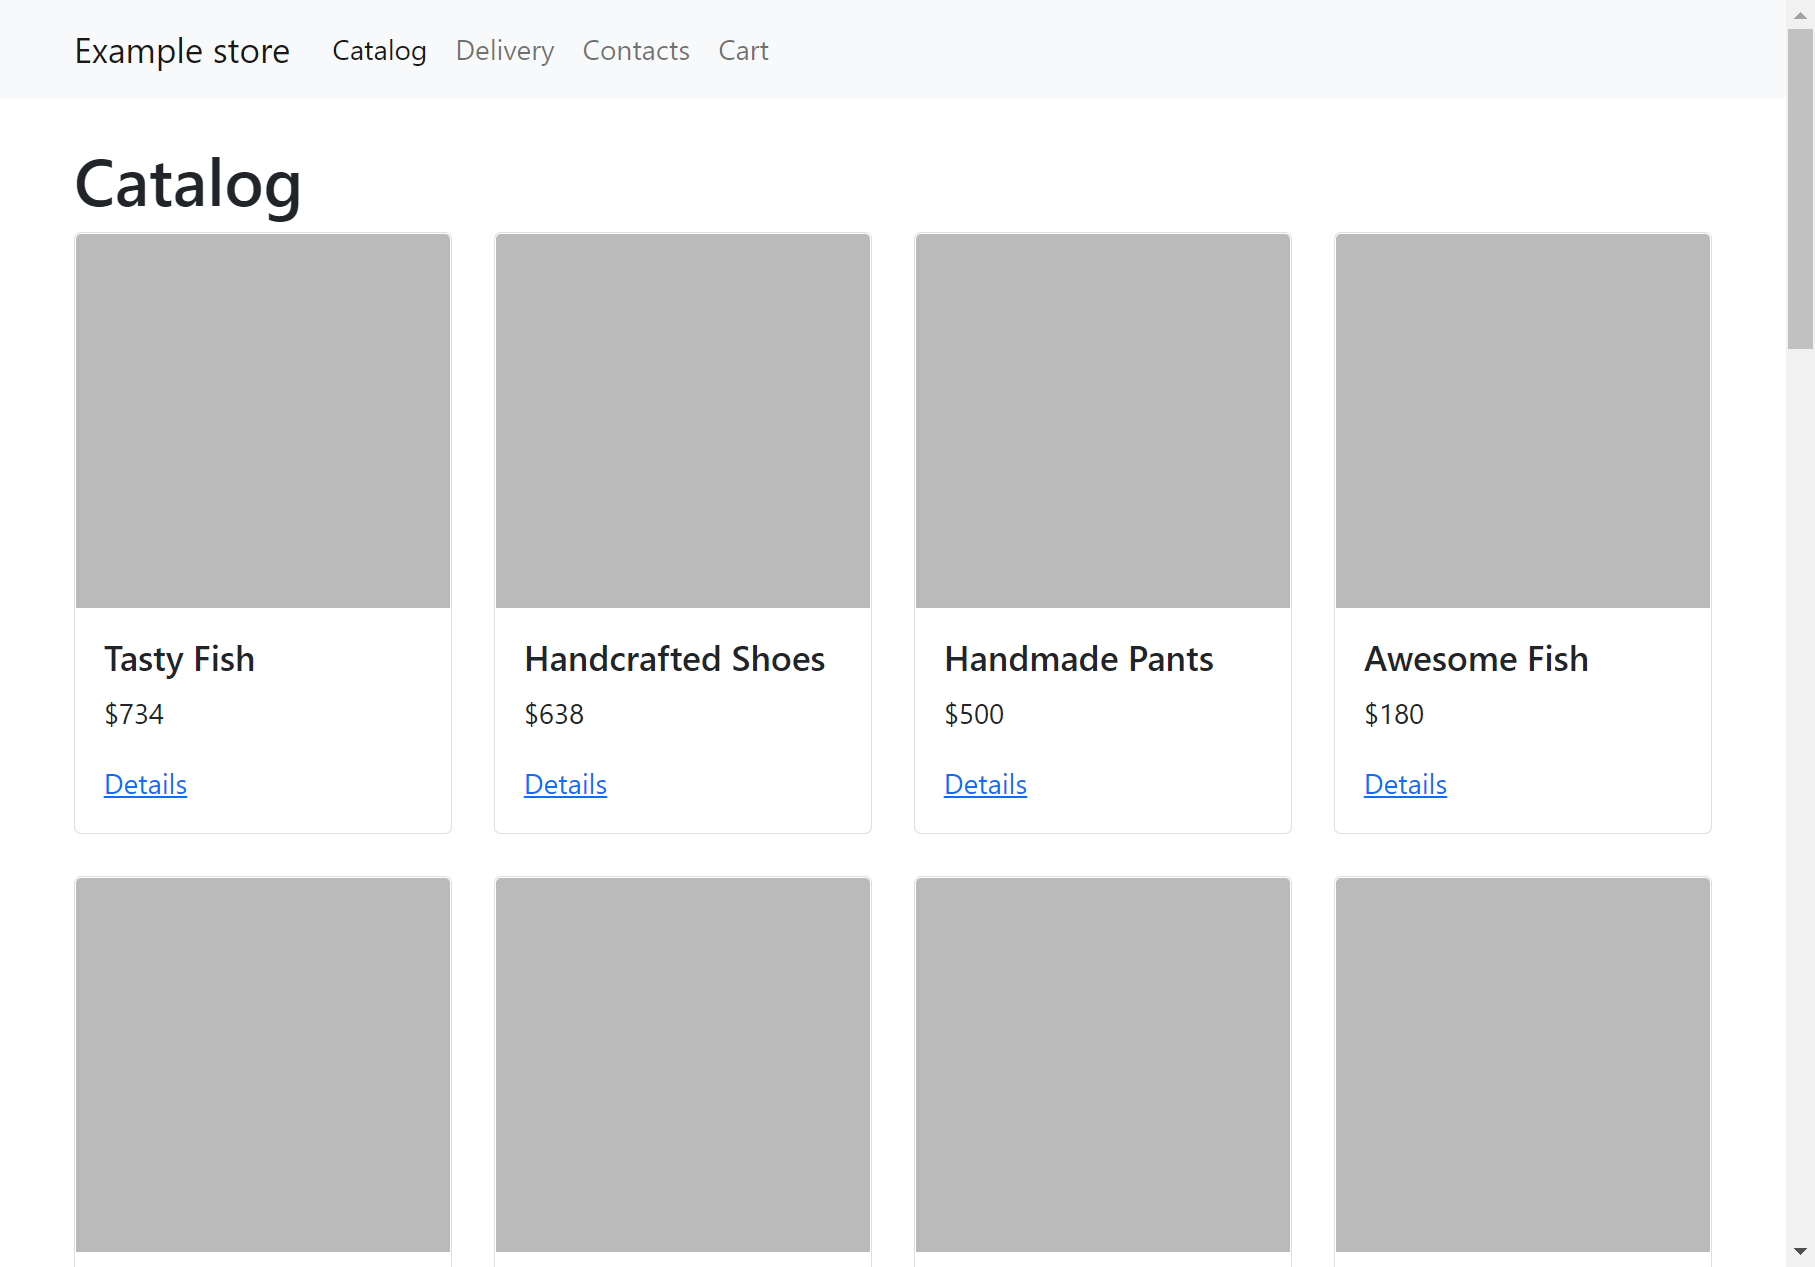 Example store Catalog Delivery Contacts Cart
Catalog
Tasty Fish Handcrafted Shoes Handmade Pants Awesome Fish
$734 $638 $500 $180
Details Details Details Details